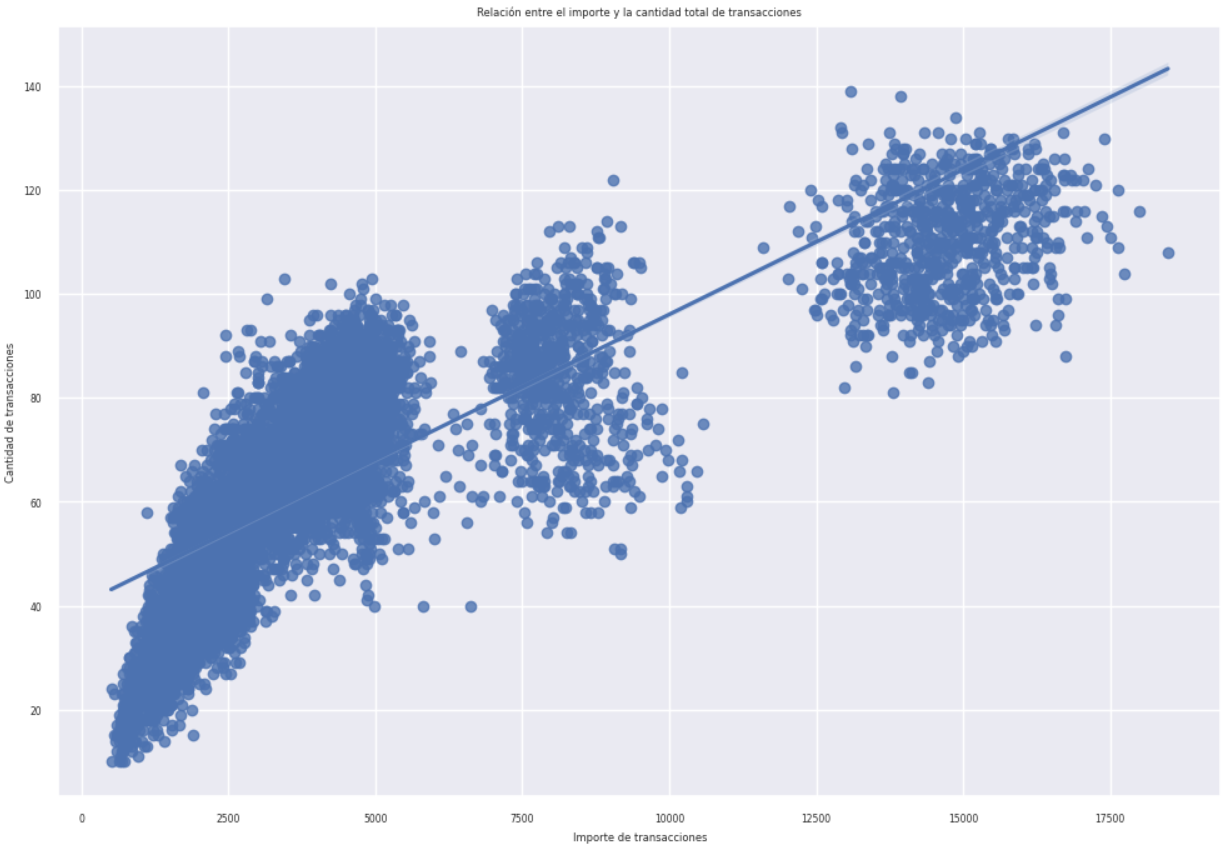 Relación entre el importe y la cantidad total de transacciones
140
120
100
80
60
40
20
Cantidad de transacciones
0 2500 5000 7500 10000 12500 15000 17500
Importe de transacciones